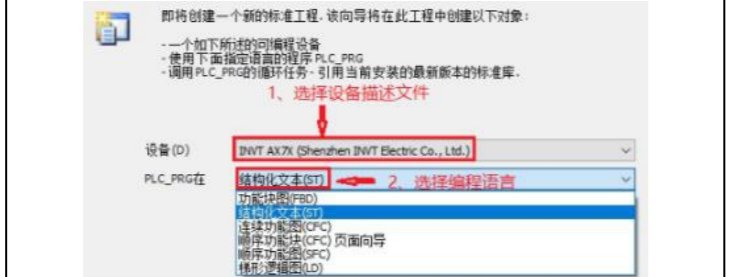 即将创建一个新的标准工程.该向导将在此工程中创建以下对象：
-一个如下所述的可编程设备
-使用下面指定语言的程序PLC_PRG
-调用PLC_PRG的循环任务-引用当前安装的最新版本的标准库.
1、选择设备描述文件
设备(D)
INVT AX7X (Shenzhen INVT Electric Co., Ltd.)
PLC_PRG在
结构化文本(ST)
2、选择编程语言
功能块图(FBD)
结构化文本(ST)
连续功能图(CFC)
顺序功能块(CFC) 页面向导
顺序功能图(SFC)
梯形逻辑图(LD)